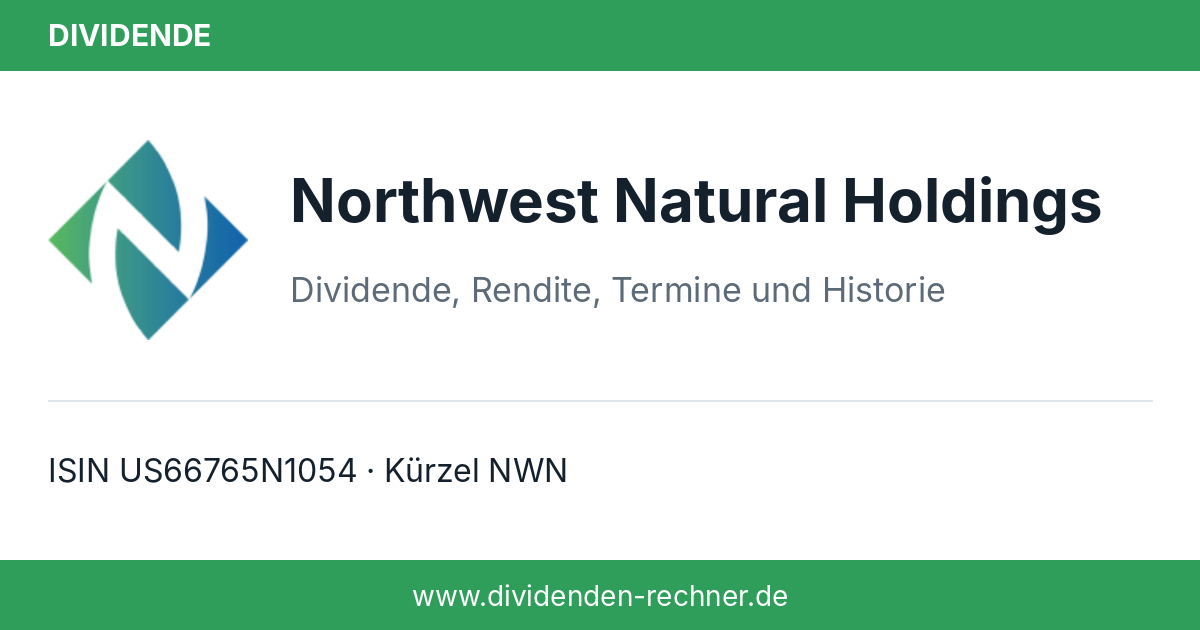 DIVIDENDE
Northwest Natural Holdings
Dividende, Rendite, Termine und Historie
ISIN US66765N1054 · Kürzel NWN
www.dividenden-rechner.de